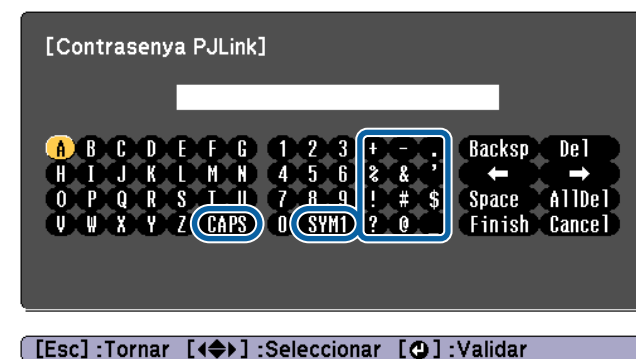 [Contrasenya PJLink]
A B C D E F G 1 2 3 + - . Backsp Del
H I J K L M N 4 5 6 % & ' ← →
O P Q R S T U 7 8 9 ! # $ Space AllDel
V W X Y Z CAPS 0 SYM1 ? @ _ Finish Cancel
[Esc] :Tornar [] :Seleccionar [] :Validar